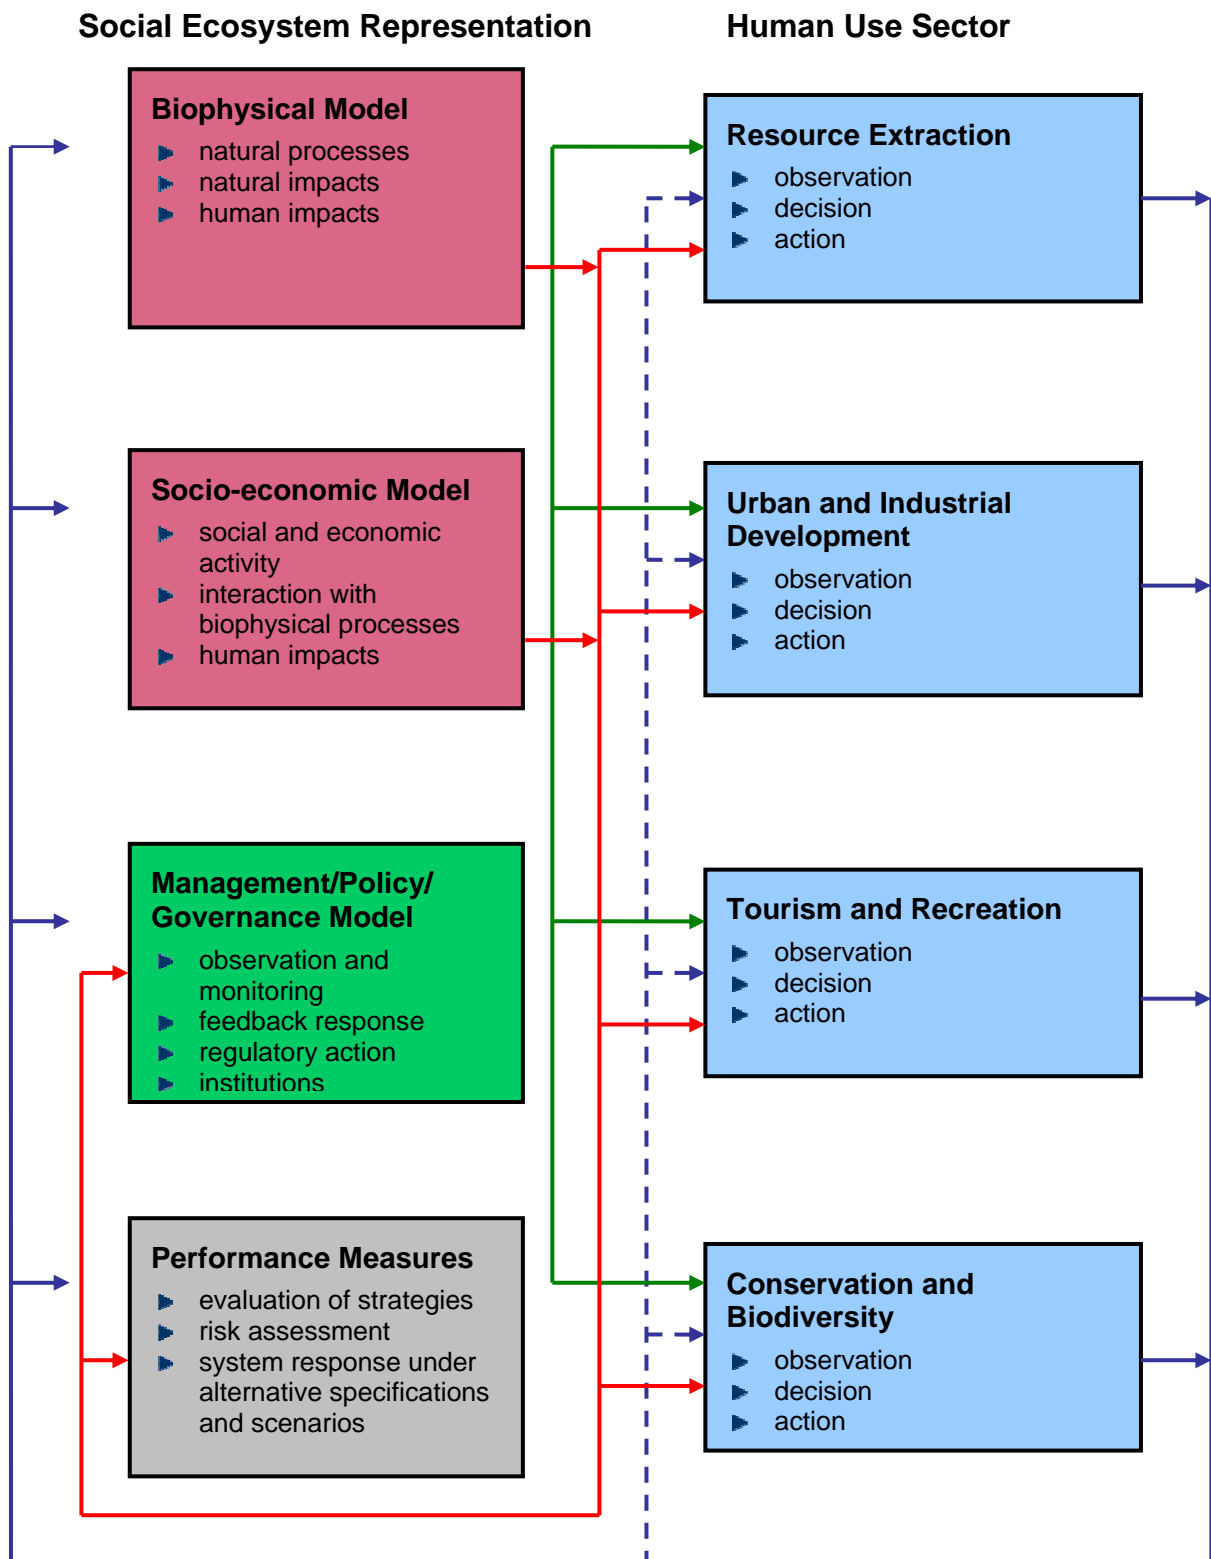 Social Ecosystem Representation
Human Use Sector
Biophysical Model
natural processes
natural impacts
human impacts
Resource Extraction
observation
decision
action
Socio-economic Model
social and economic
activity
interaction with
biophysical processes
human impacts
Urban and Industrial
Development
observation
decision
action
Management/Policy/
Governance Model
observation and
monitoring
feedback response
regulatory action
institutions
Tourism and Recreation
observation
decision
action
Performance Measures
evaluation of strategies
risk assessment
system response under
alternative specifications
and scenarios
Conservation and
Biodiversity
observation
decision
action